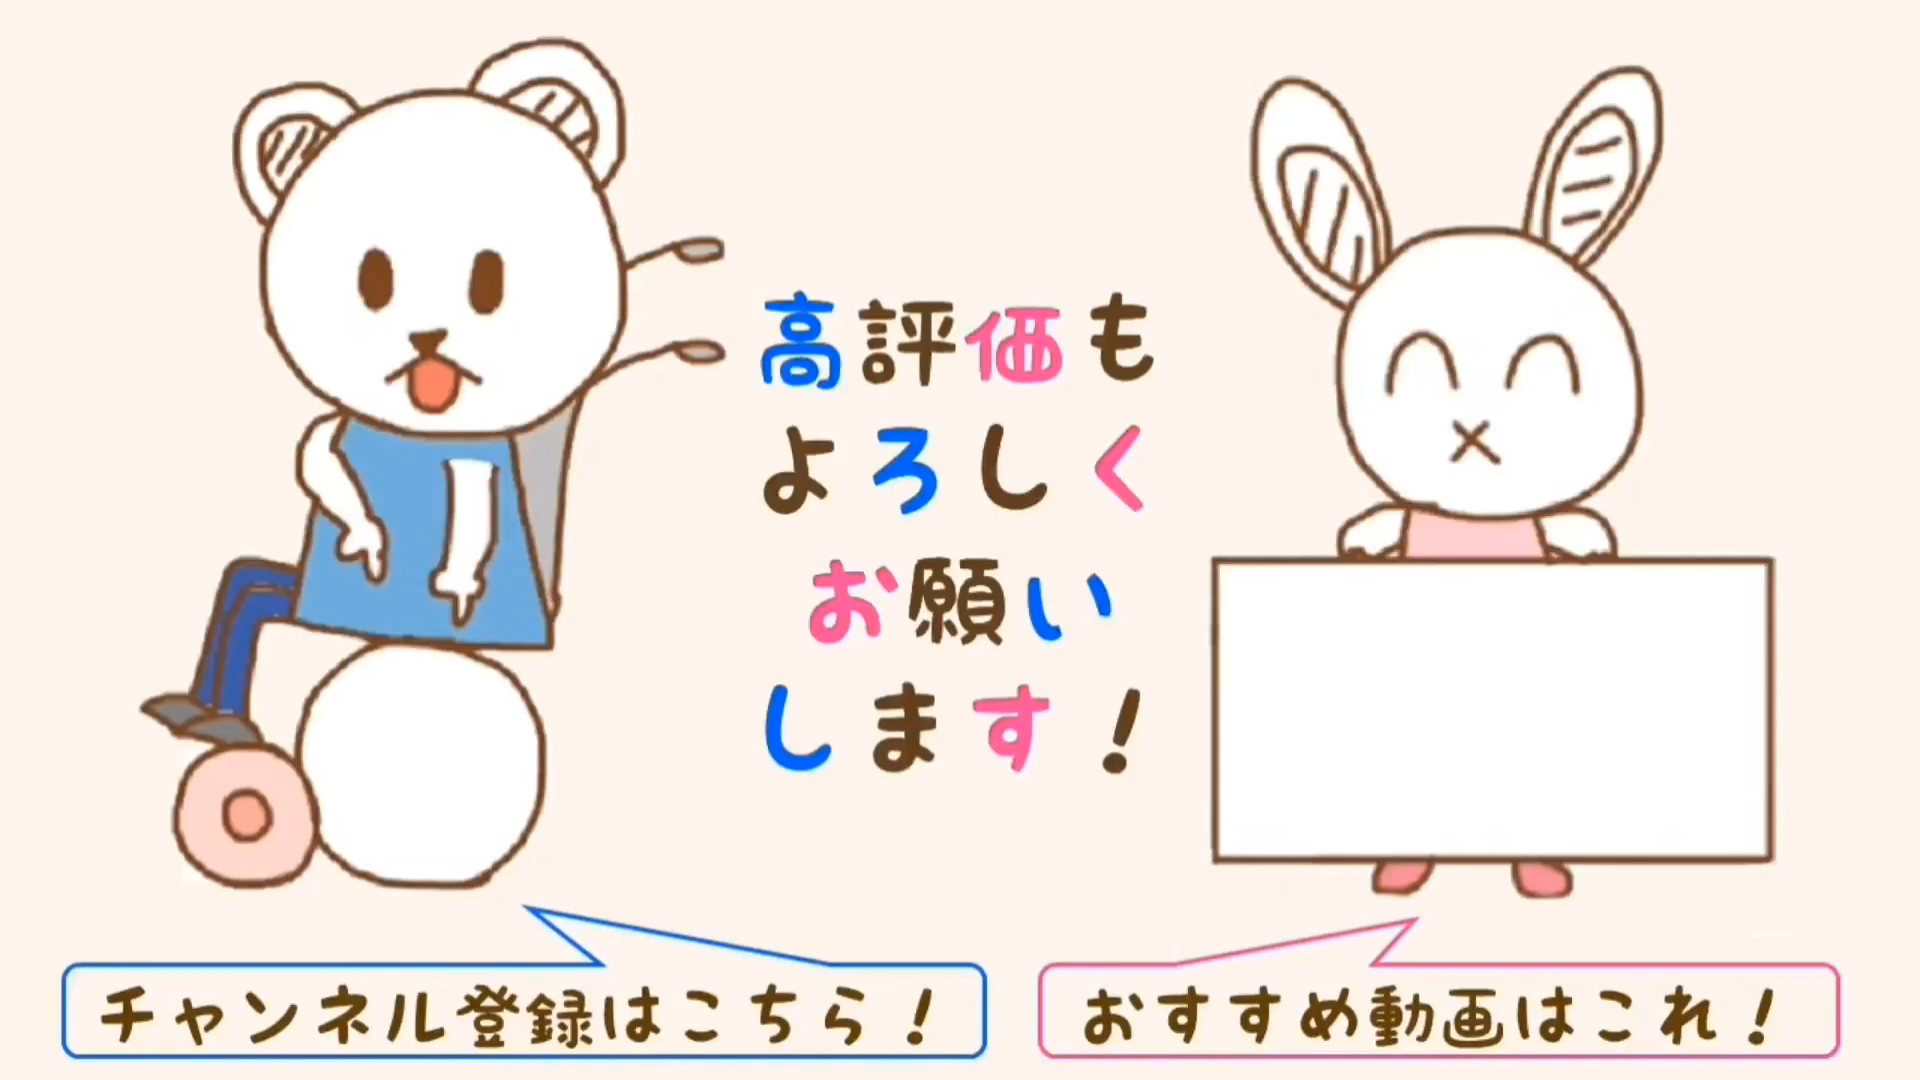 高評価も
よろしく
お願い
します！
チャンネル登録はこちら！
おすすめ動画はこれ！